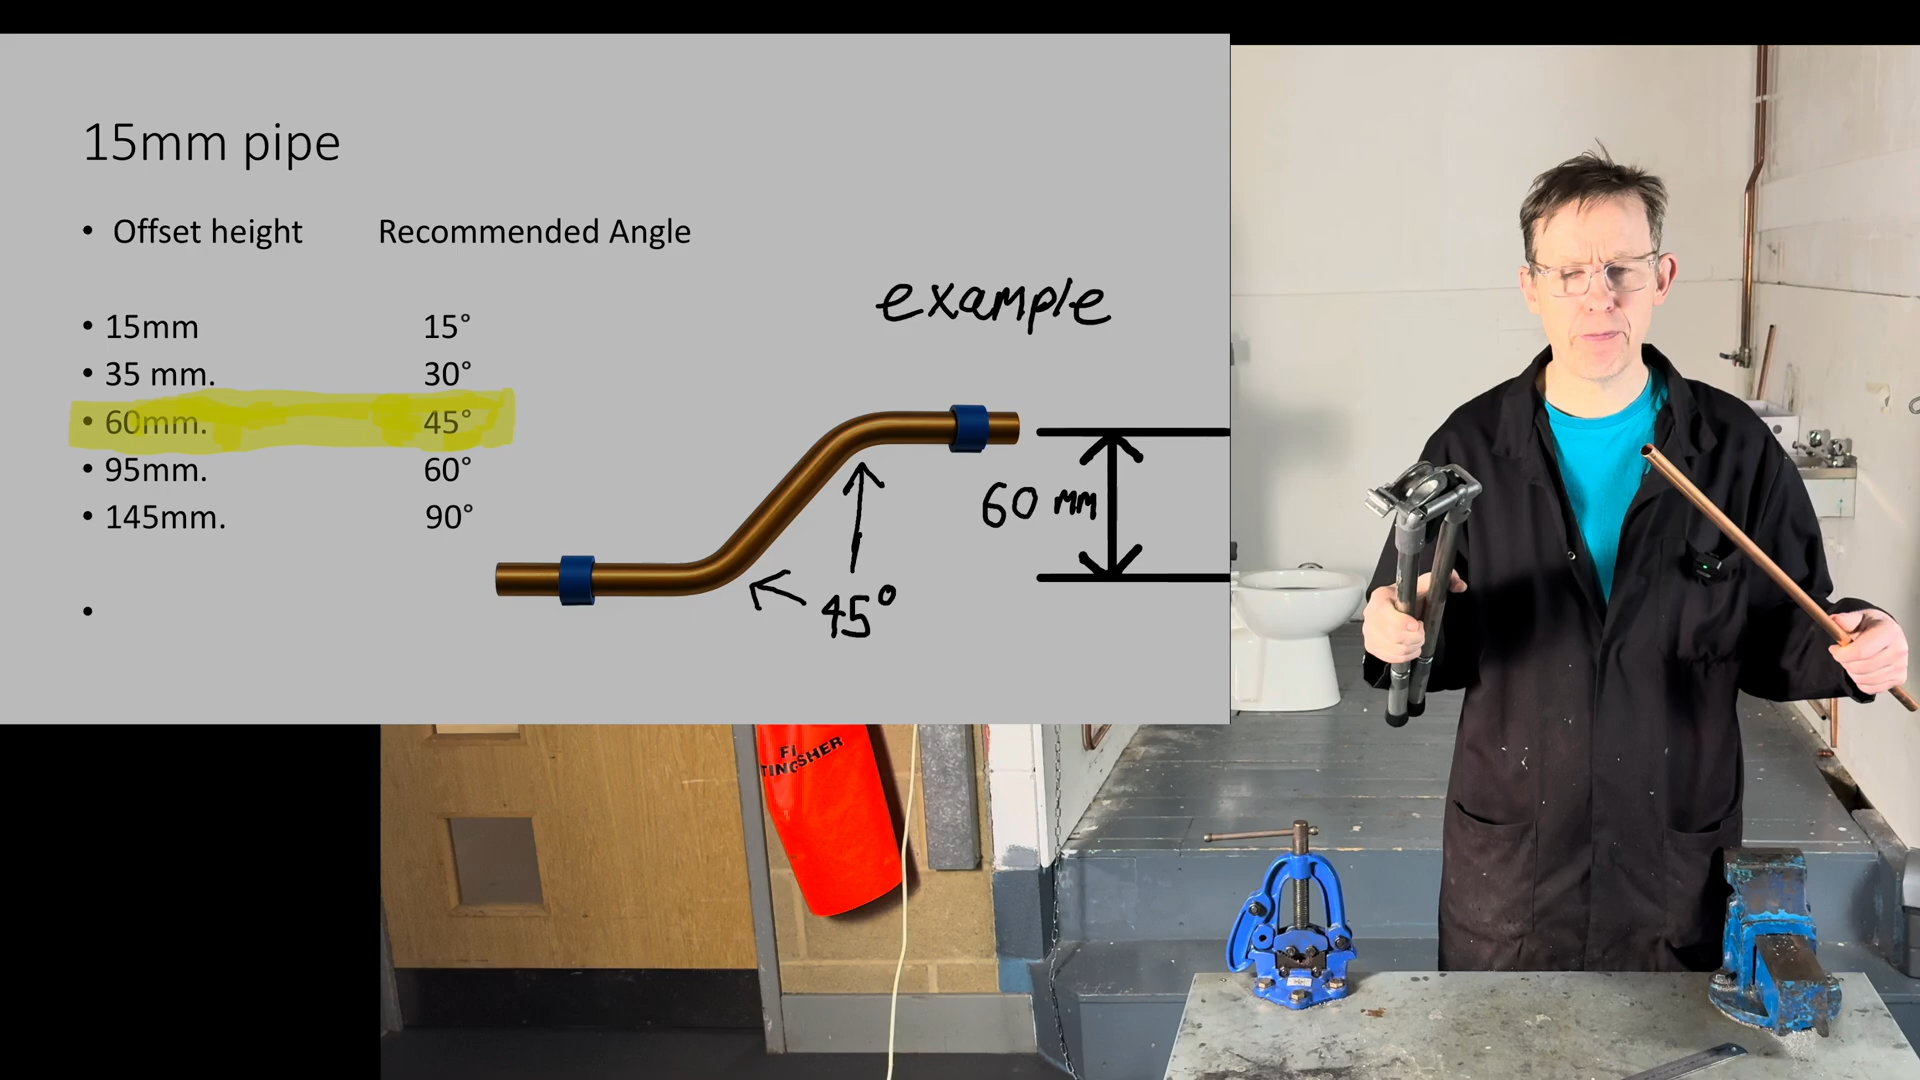 15mm pipe
• Offset height Recommended Angle
• 15mm 15°
• 35 mm. 30°
• 60mm. 45°
• 95mm. 60°
• 145mm. 90°
•
example
60 mm
45°